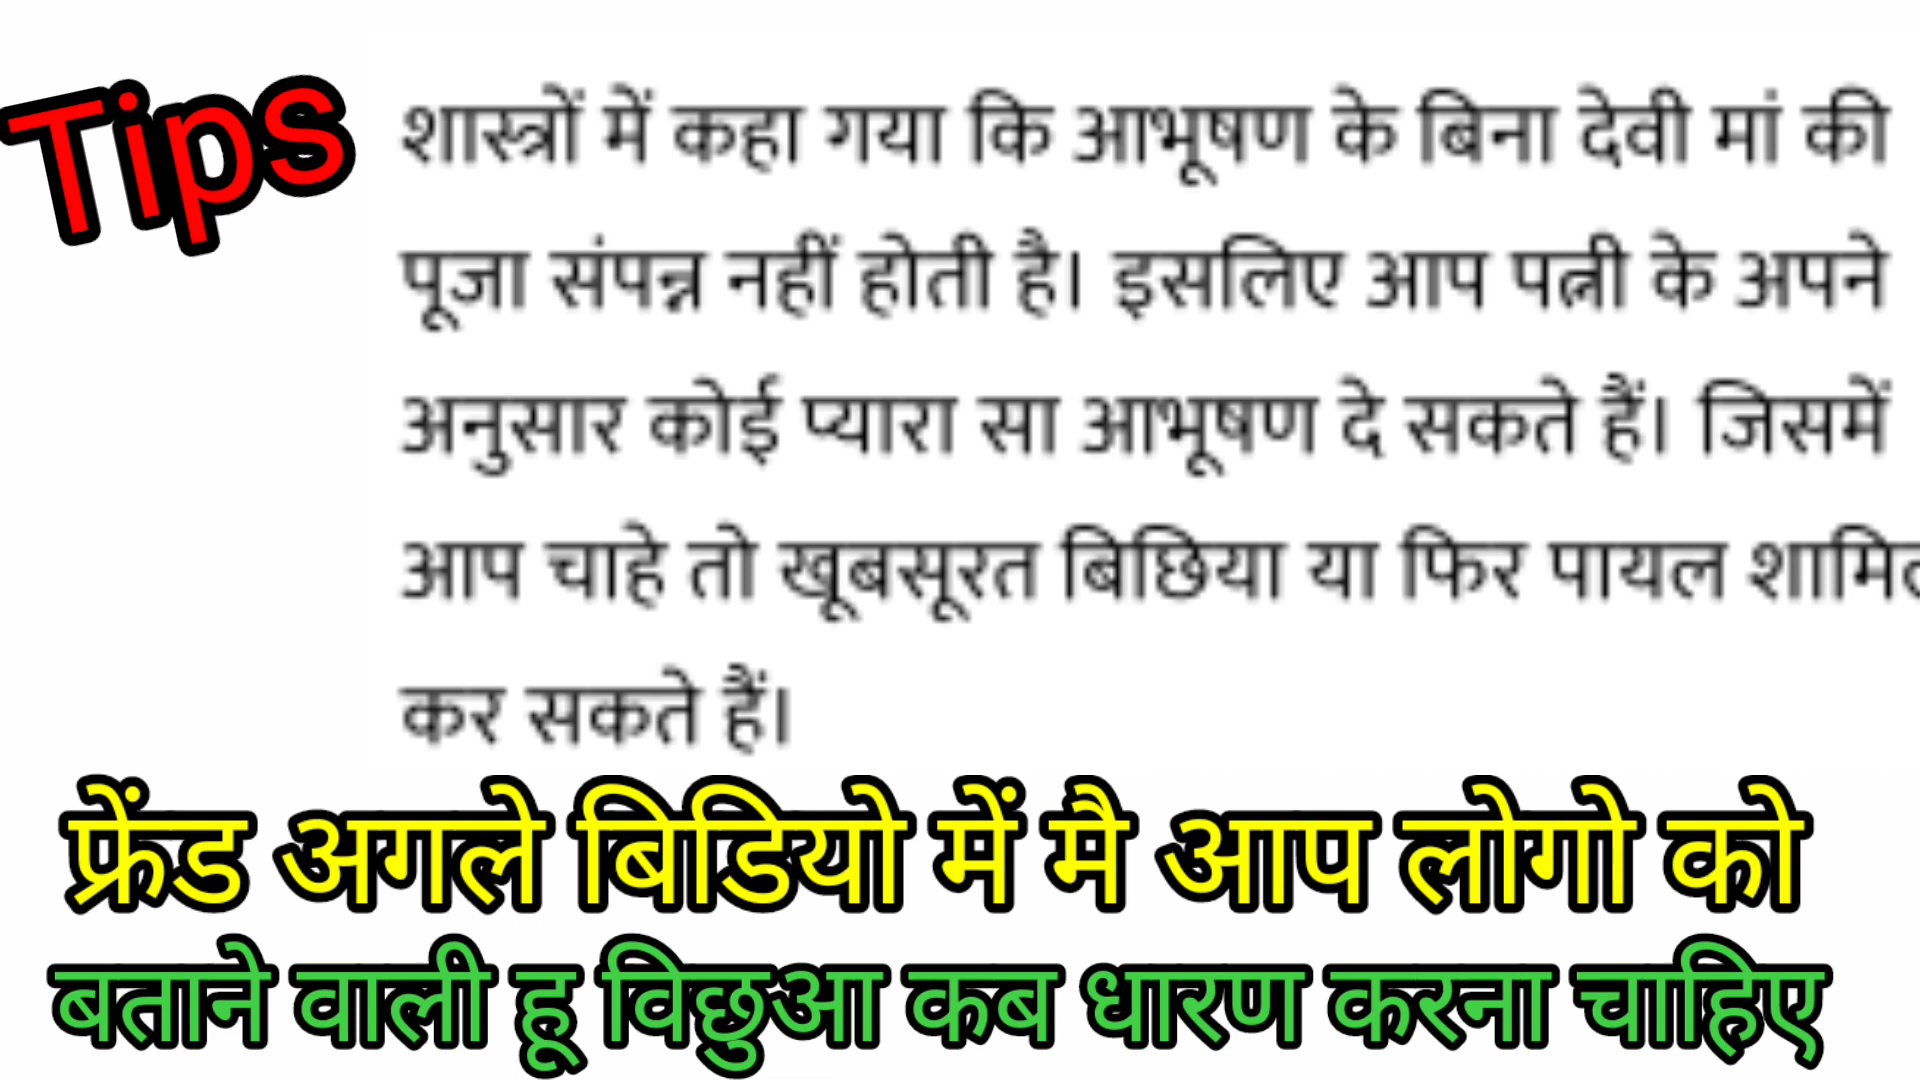 Tips
शास्त्रों में कहा गया कि आभूषण के बिना देवी मां की
पूजा संपन्न नहीं होती है। इसलिए आप पत्नी के अपने
अनुसार कोई प्यारा सा आभूषण दे सकते हैं। जिसमें
आप चाहे तो खूबसूरत बिछिया या फिर पायल शामिल
कर सकते हैं।
फ्रेंड अगले बिडियो में मै आप लोगो को
बताने वाली हू विछुआ कब धारण करना चाहिए